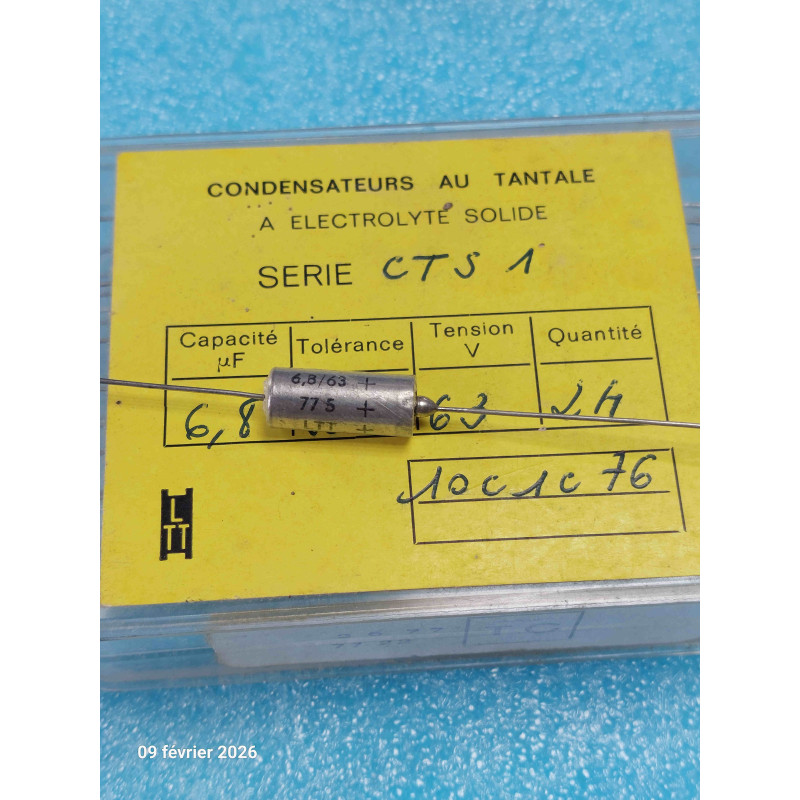 CONDENSATEURS AU TANTALE
A ELECTROLYTE SOLIDE
SERIE CTS 1
Capacité µF
Tolérance
Tension V
Quantité
6,8
63
6,8/63 +
77 5 +
LTT +
10C1C76
LTT
09 février 2026